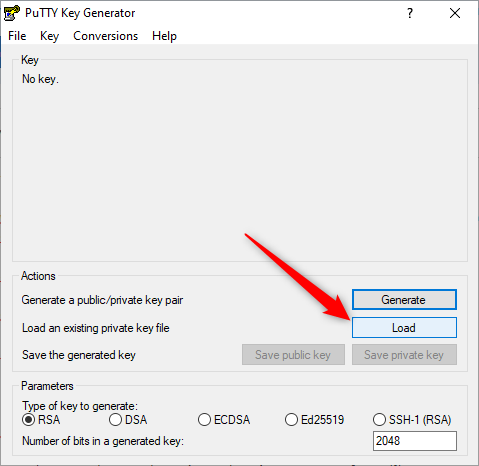 PuTTY Key Generator ?
File Key Conversions Help
Key
No key.
Actions
Generate a public/private key pair Generate
Load an existing private key file Load
Save the generated key Save public key Save private key
Parameters
Type of key to generate:
RSA DSA ECDSA Ed25519 SSH-1 (RSA)
Number of bits in a generated key: 2048